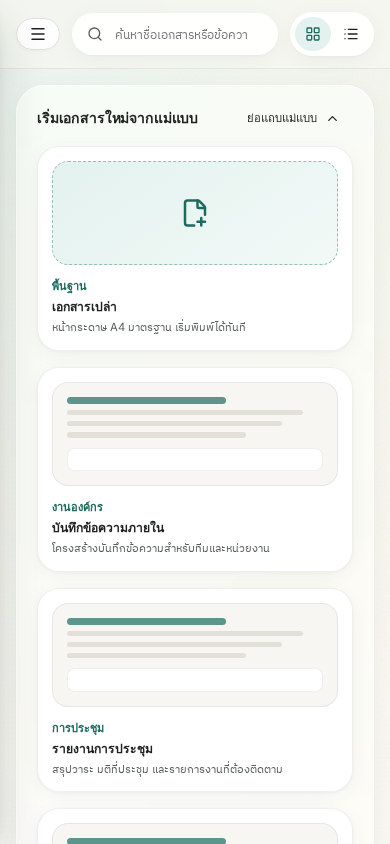 ค้นหาชื่อเอกสารหรือข้อควา
เริ่มเอกสารใหม่จากแม่แบบ
ย่อแถบแม่แบบ
พื้นฐาน
เอกสารเปล่า
หน้ากระดาษ A4 มาตรฐาน เริ่มพิมพ์ได้ทันที
งานองค์กร
บันทึกข้อความภายใน
โครงสร้างบันทึกข้อความสำหรับทีมและหน่วยงาน
การประชุม
รายงานการประชุม
สรุปวาระ มติที่ประชุม และรายการงานที่ต้องติดตาม